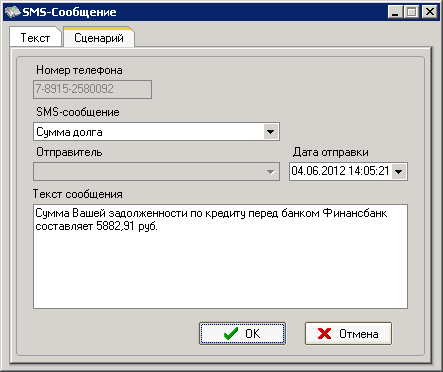 SMS-Сообщение
Текст
Сценарий
Номер телефона
7-8915-2580092
SMS-сообщение
Сумма долга
Отправитель
Дата отправки
04.06.2012 14:05:21
Текст сообщения
Сумма Вашей задолженности по кредиту перед банком Финансбанк
составляет 5882,91 руб.
OK
Отмена